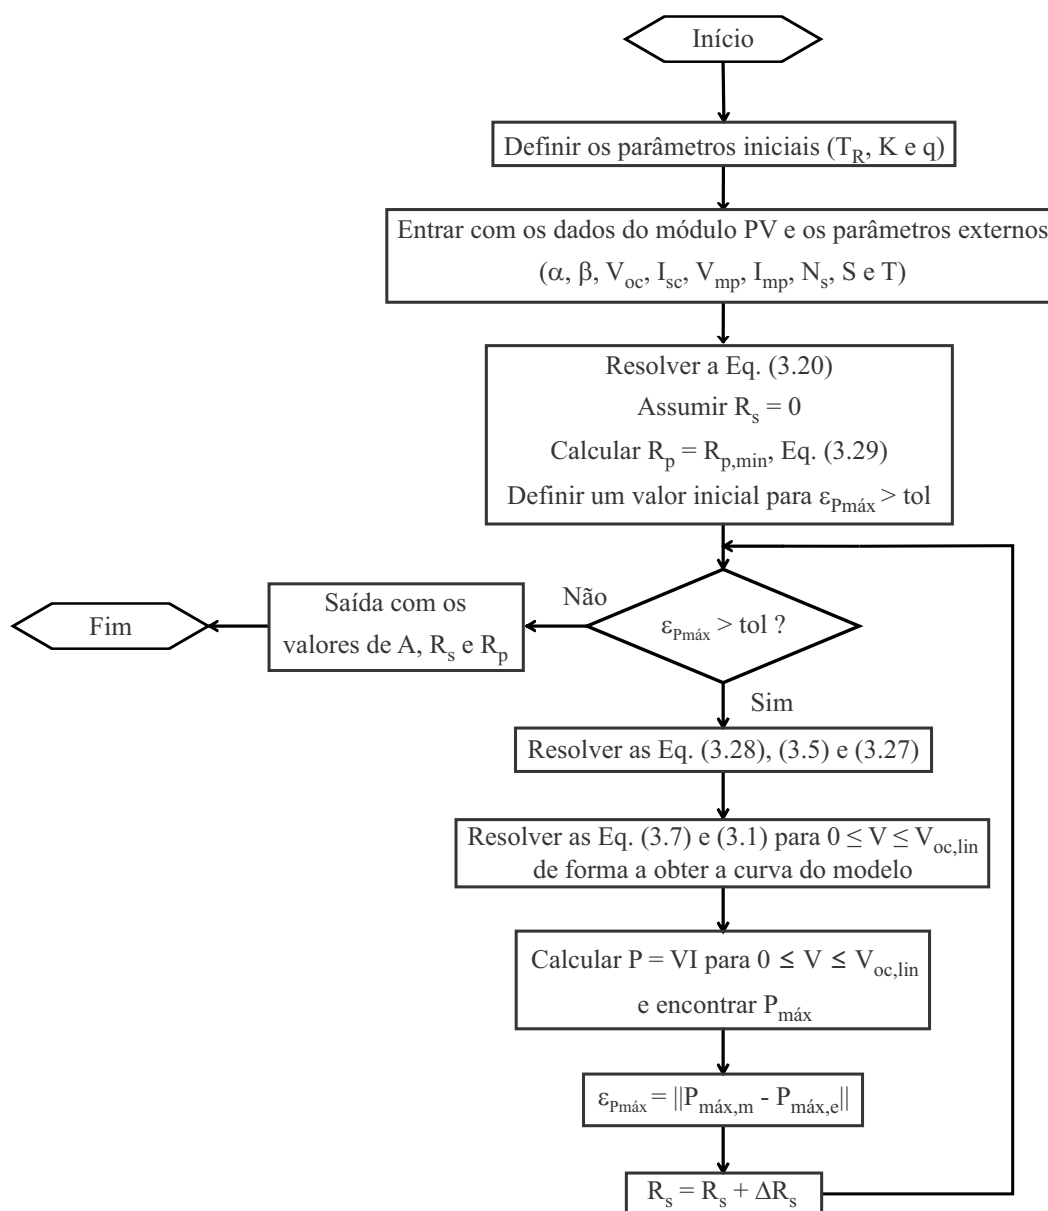 Início
Definir os parâmetros iniciais (T_R, K e q)
Entrar com os dados do módulo PV e os parâmetros externos
(α, β, V_oc, I_sc, V_mp, I_mp, N_s, S e T)
Resolver a Eq. (3.20)
Assumir R_s = 0
Calcular R_p = R_p,min, Eq. (3.29)
Definir um valor inicial para ε_Pmáx > tol
ε_Pmáx > tol ?
Não
Saída com os
valores de A, R_s e R_p
Fim
Sim
Resolver as Eq. (3.28), (3.5) e (3.27)
Resolver as Eq. (3.7) e (3.1) para 0 ≤ V ≤ V_oc,lin
de forma a obter a curva do modelo
Calcular P = VI para 0 ≤ V ≤ V_oc,lin
e encontrar P_máx
ε_Pmáx = ||P_máx,m - P_máx,e||
R_s = R_s + ΔR_s